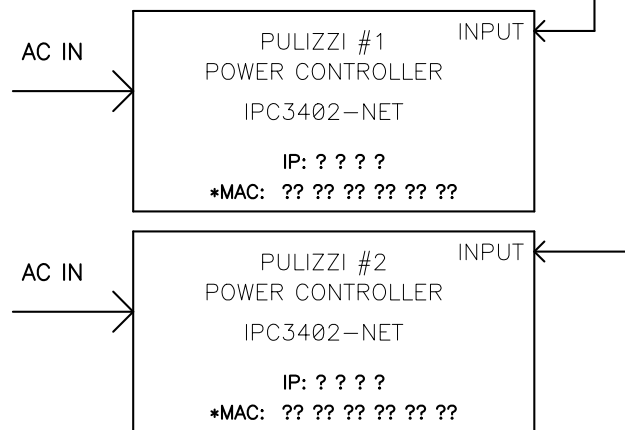 AC IN
PULIZZI #1
INPUT
POWER CONTROLLER
IPC3402-NET
IP: ? ? ? ?
*MAC: ?? ?? ?? ?? ?? ??
AC IN
PULIZZI #2
INPUT
POWER CONTROLLER
IPC3402-NET
IP: ? ? ? ?
*MAC: ?? ?? ?? ?? ?? ??